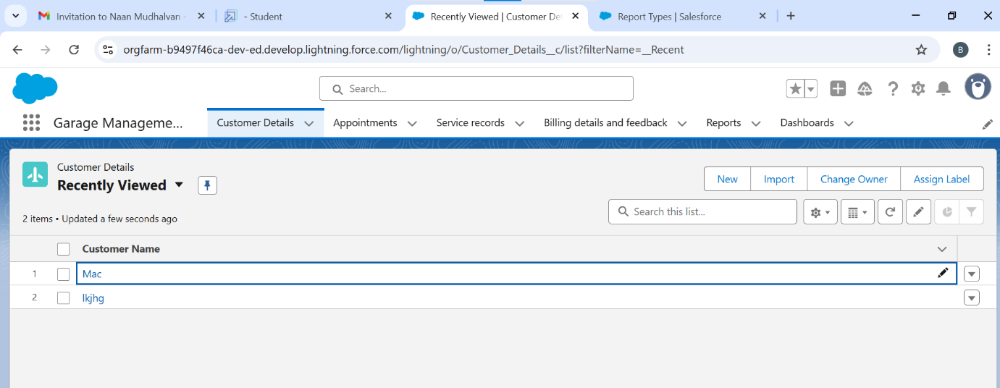 Invitation to Naan Mudhalvan -
- Student
Recently Viewed | Customer De
Report Types | Salesforce
orgfarm-b9497f46ca-dev-ed.develop.lightning.force.com/lightning/o/Customer_Details__c/list?filterName=__Recent
B
Search...
Garage Manageme...
Customer Details
Appointments
Service records
Billing details and feedback
Reports
Dashboards
Customer Details
Recently Viewed
New
Import
Change Owner
Assign Label
2 items • Updated a few seconds ago
Search this list...
Customer Name
1
Mac
2
lkjhg